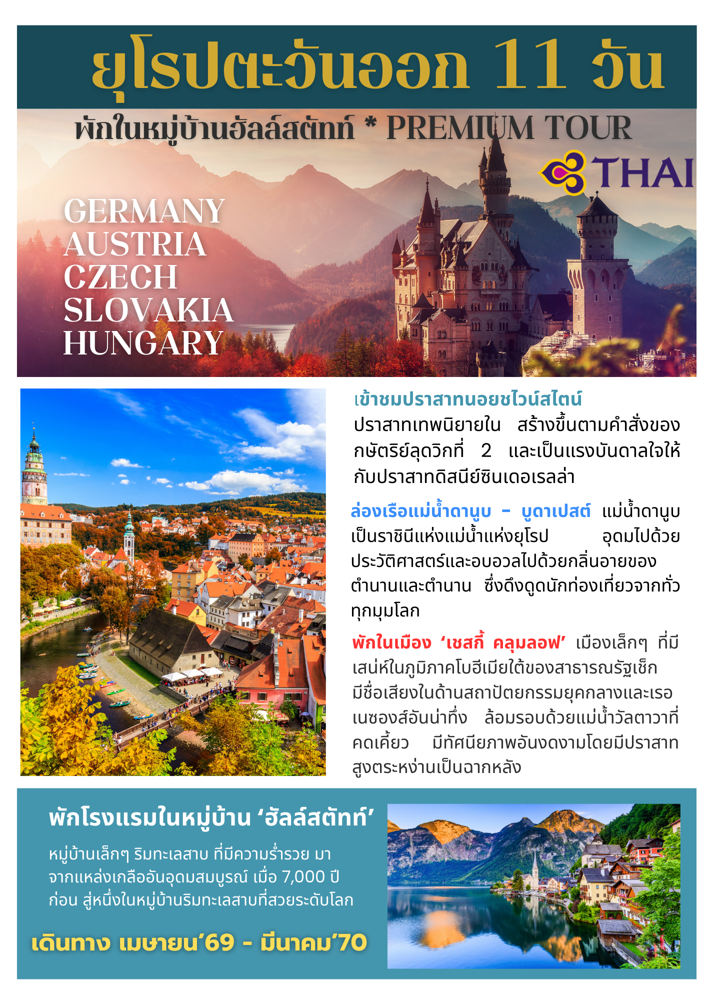 ยุโรปตะวันออก 11 วัน
พักในหมู่บ้านฮัลล์สตัทท์ * PREMIUM TOUR
THAI
GERMANY
AUSTRIA
CZECH
SLOVAKIA
HUNGARY
เข้าชมปราสาทนอยชไวน์สไตน์
ปราสาทเทพนิยายใน สร้างขึ้นตามคำสั่งของ
กษัตริย์ลุดวิกที่ 2 และเป็นแรงบันดาลใจให้
กับปราสาทดิสนีย์ซินเดอเรลล่า
ล่องเรือแม่น้ำดานูบ - บูดาเปสต์ แม่น้ำดานูบ
เป็นราชินีแห่งแม่น้ำแห่งยุโรป อุดมไปด้วย
ประวัติศาสตร์และอบอวลไปด้วยกลิ่นอายของ
ตำนานและตำนาน ซึ่งดึงดูดนักท่องเที่ยวจากทั่ว
ทุกมุมโลก
พักในเมือง ‘เชสกี้ คลุมลอฟ’ เมืองเล็กๆ ที่มี
เสน่ห์ในภูมิภาคโบฮีเมียใต้ของสาธารณรัฐเช็ก
มีชื่อเสียงในด้านสถาปัตยกรรมยุคกลางและเรอ
เนซองส์อันน่าทึ่ง ล้อมรอบด้วยแม่น้ำวัลตาวาที่
คดเคี้ยว มีทัศนียภาพอันงดงามโดยมีปราสาท
สูงตระหง่านเป็นฉากหลัง
พักโรงแรมในหมู่บ้าน ‘ฮัลล์สตัทท์’
หมู่บ้านเล็กๆ ริมทะเลสาบ ที่มีความร่ำรวย มา
จากแหล่งเกลืออันอุดมสมบูรณ์ เมื่อ 7,000 ปี
ก่อน สู่หนึ่งในหมู่บ้านริมทะเลสาบที่สวยระดับโลก
เดินทาง เมษายน’69 - มีนาคม’70